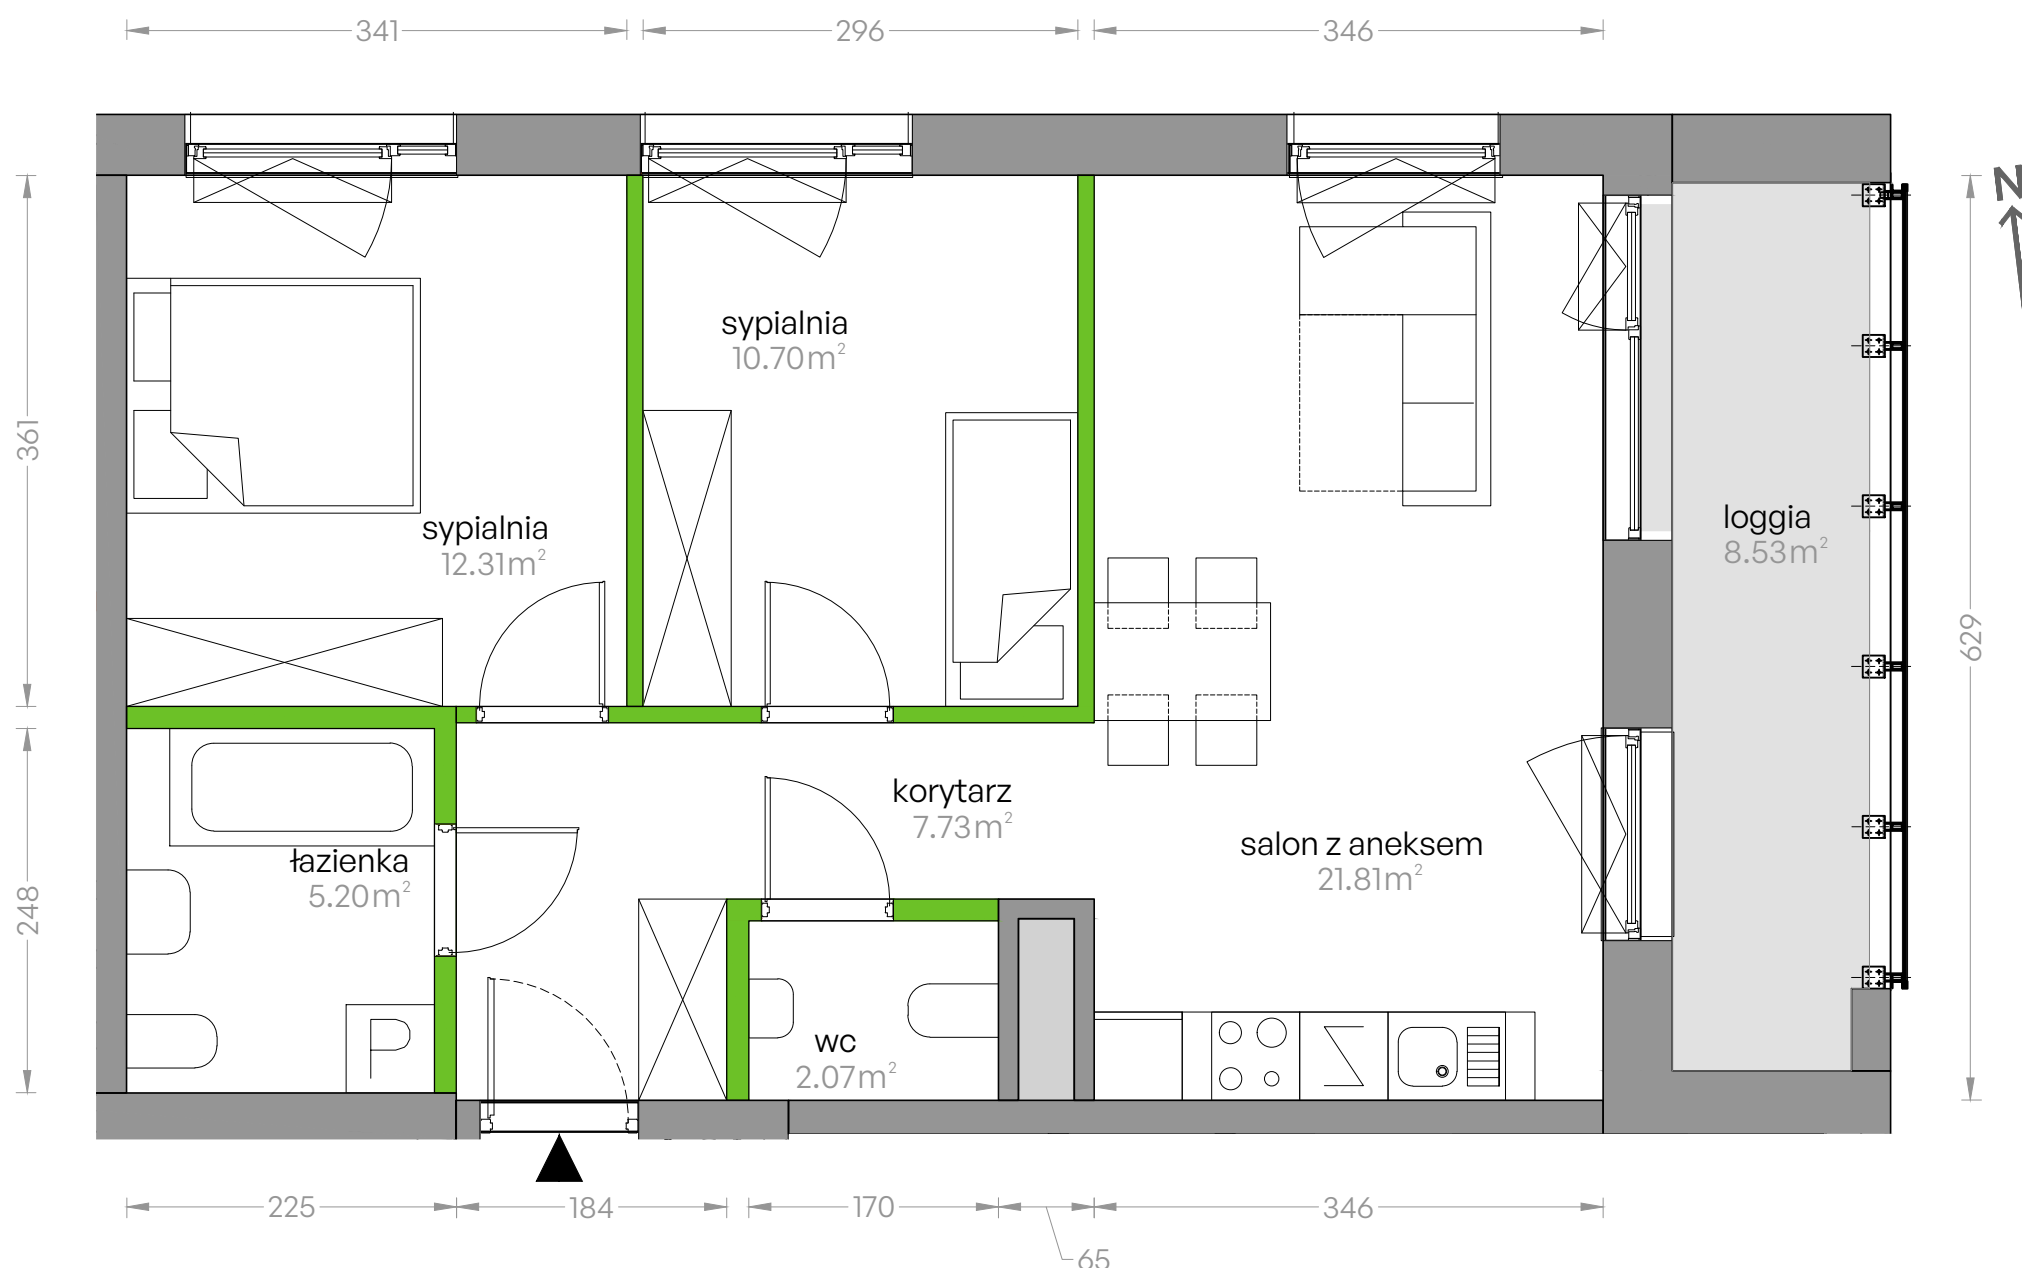 341
296
346
N
361
sypialnia
10.70m²
sypialnia
12.31m²
loggia
8.53m²
629
korytarz
7.73m²
salon z aneksem
21.81m²
łazienka
5.20m²
248
P
wc
2.07m²
225
184
170
346
65